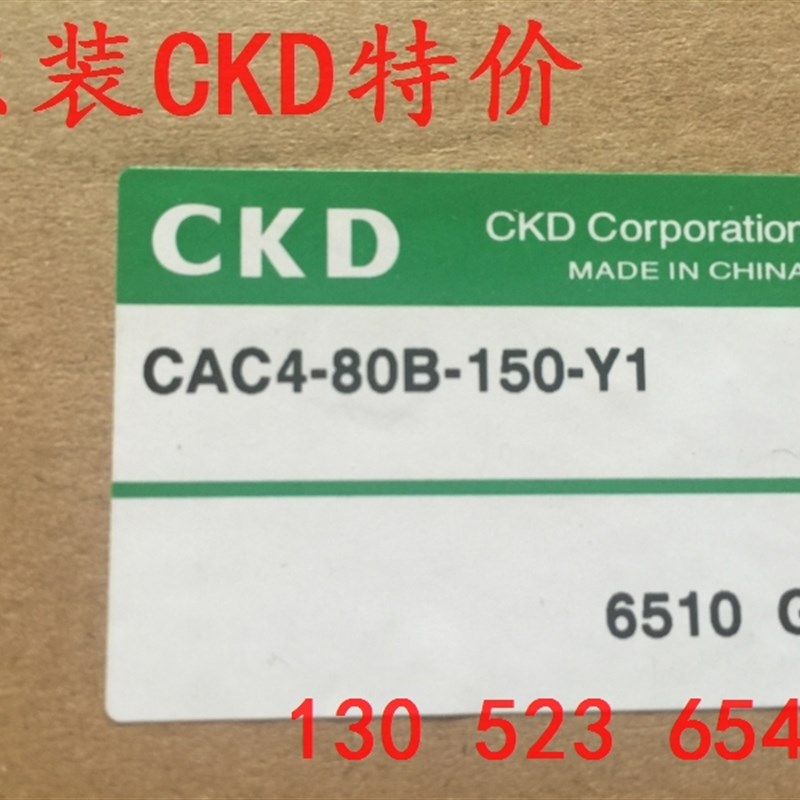 装CKD特价
CKD
CKD Corporation
MADE IN CHINA
CAC4-80B-150-Y1
6510 G
130 523 654